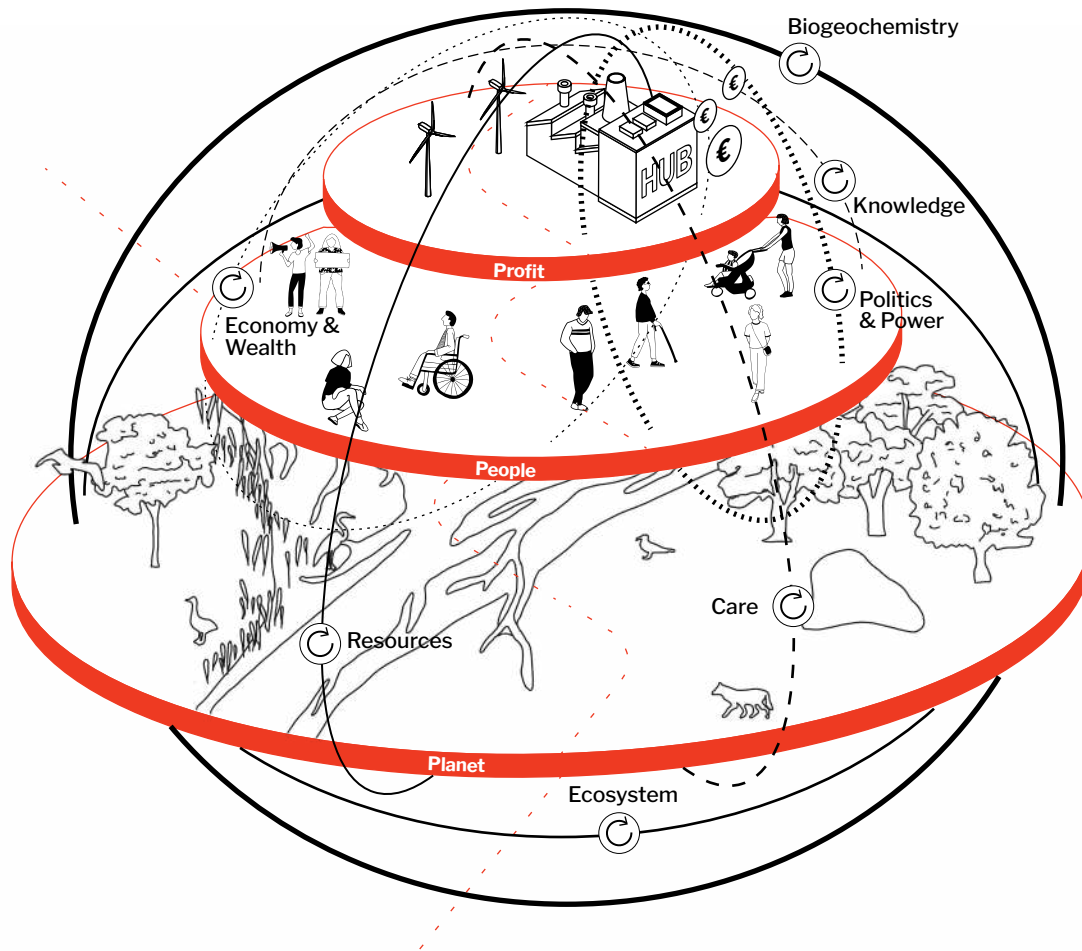 Biogeochemistry
€
€
€
HUB
Knowledge
Profit
Politics
& Power
Economy &
Wealth
People
Care
Resources
Planet
Ecosystem